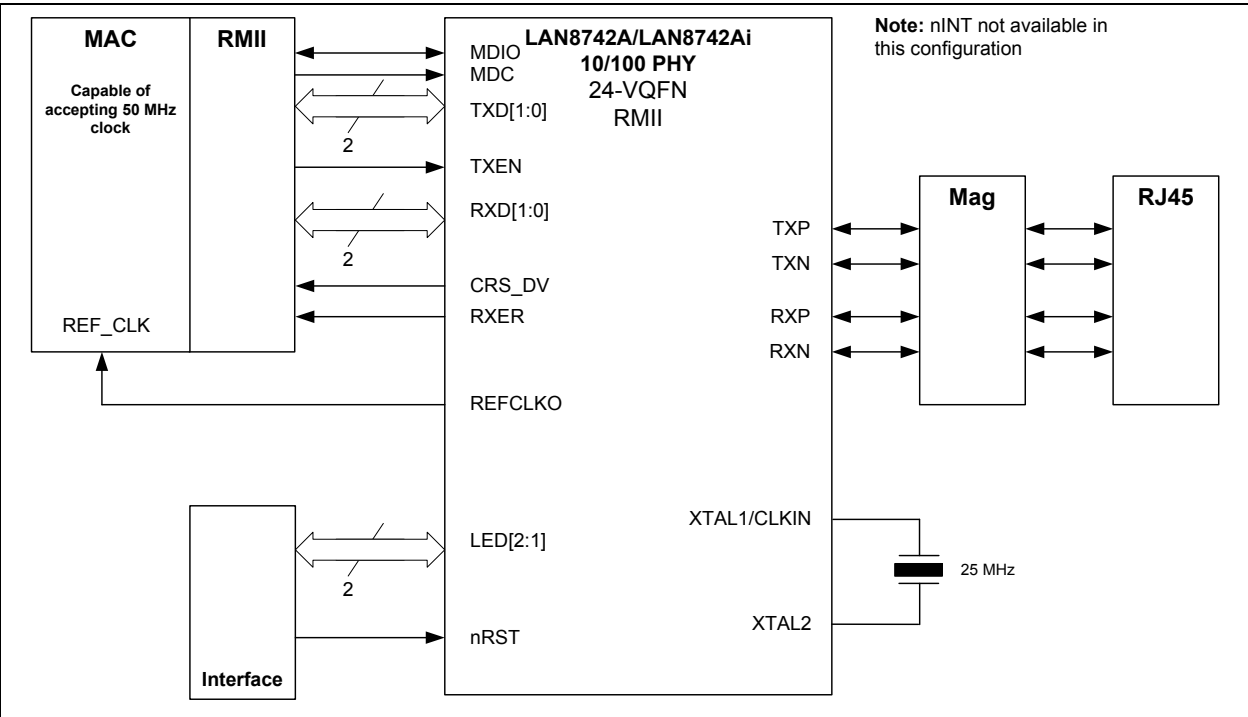 MAC
Capable of
accepting 50 MHz
clock
REF_CLK
RMII
LAN8742A/LAN8742Ai
10/100 PHY
24-VQFN
RMII
MDIO
MDC
TXD[1:0]
2
TXEN
RXD[1:0]
2
CRS_DV
RXER
REFCLKO
LED[2:1]
2
nRST
Interface
TXP
TXN
RXP
RXN
XTAL1/CLKIN
XTAL2
25 MHz
Mag
RJ45
Note: nINT not available in
this configuration